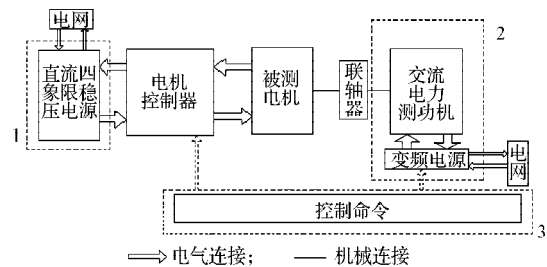 电网
直流四
象限稳
压电源
1
电机
控制器
被测
电机
联
轴
器
2
交流
电力
测功机
变频电源
电
网
控制命令
3
电气连接;
机械连接